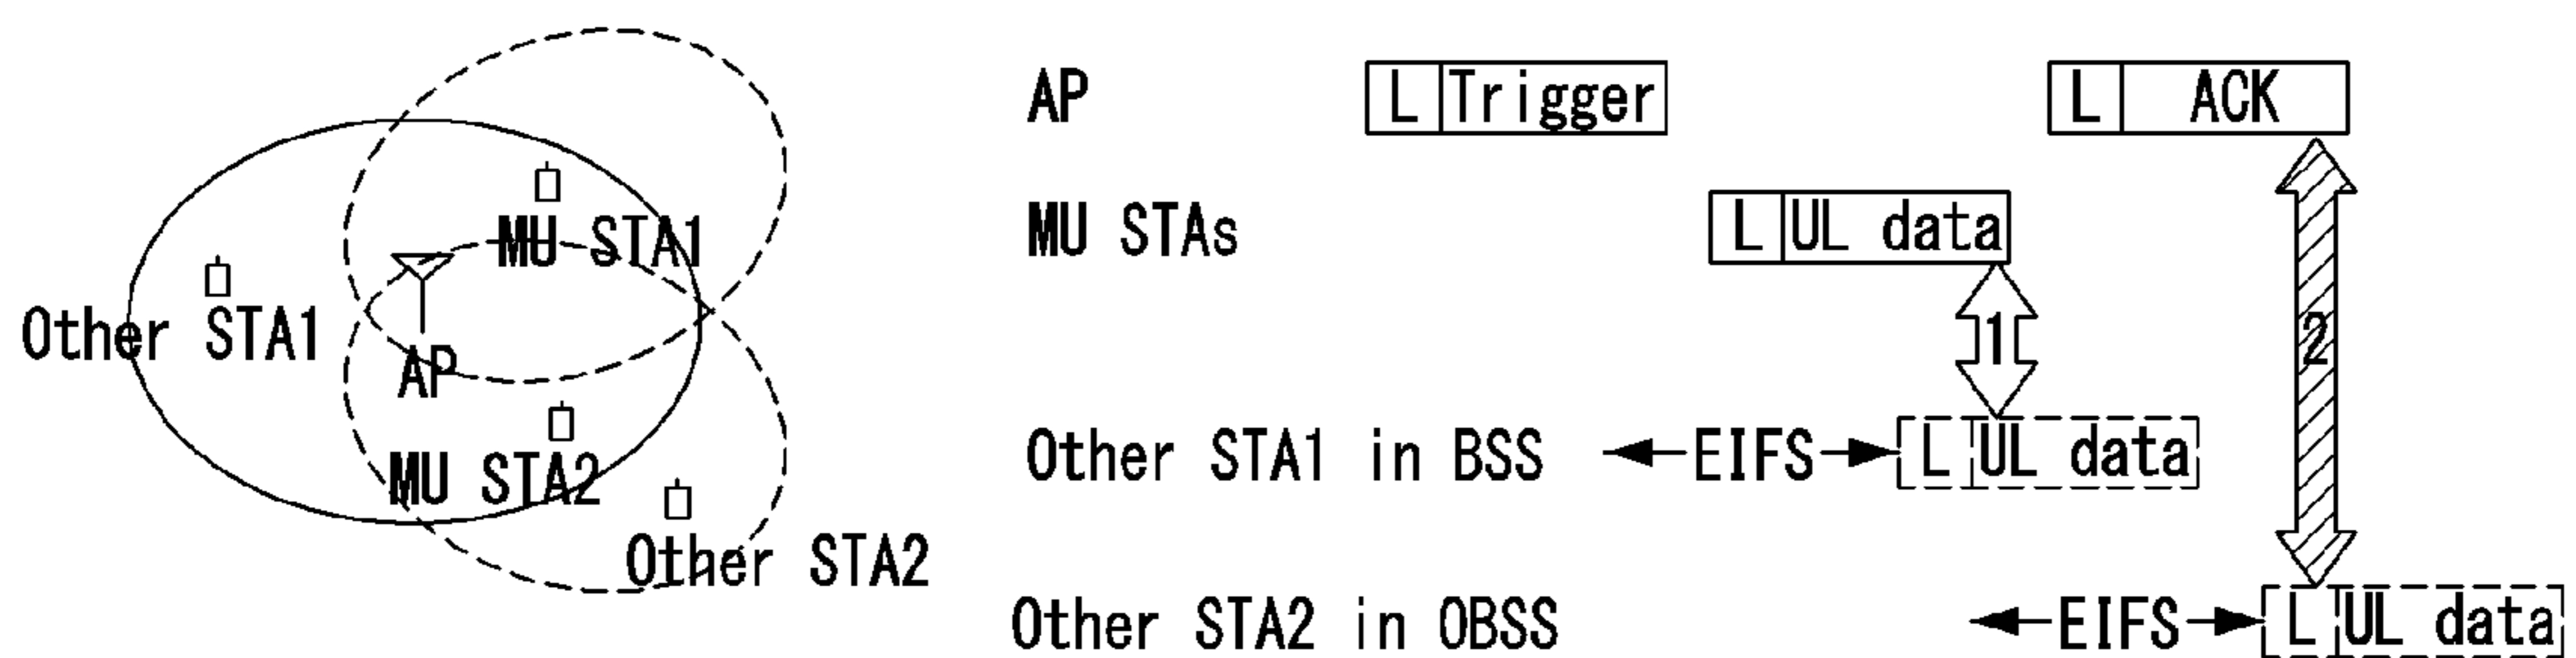 MU STA1
Other STA1
AP
MU STA2
Other STA2
AP
L Trigger
L ACK
MU STAs
L UL data
1
2
Other STA1 in BSS
EIFS
L UL data
Other STA2 in OBSS
EIFS
L UL data